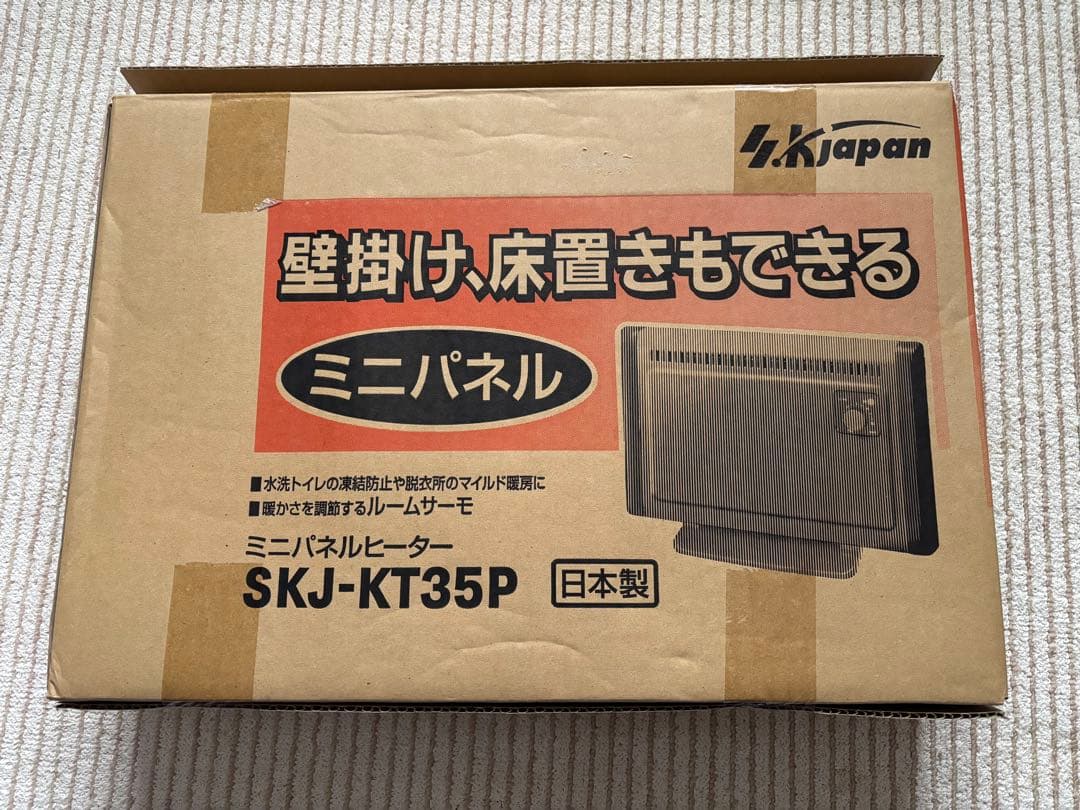 S.Kjapan
壁掛け、床置きもできる
ミニパネル
■水洗トイレの凍結防止や脱衣所のマイルド暖房に
■暖かさを調節するルームサーモ
ミニパネルヒーター
SKJ-KT35P 日本製